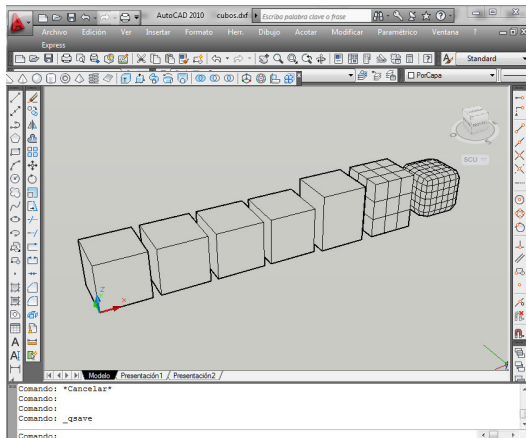 AutoCAD 2010 cubos.dxf Escriba palabra clave o frase
Archivo Edición Ver Insertar Formato Herr. Dibujo Acotar Modificar Paramétrico Ventana ?
Express
Standard
PorCapa
SCU
Z
X
Modelo Presentación1 Presentación2
Comando: *Cancelar*
Comando:
Comando:
Comando: _qsave
Comando: